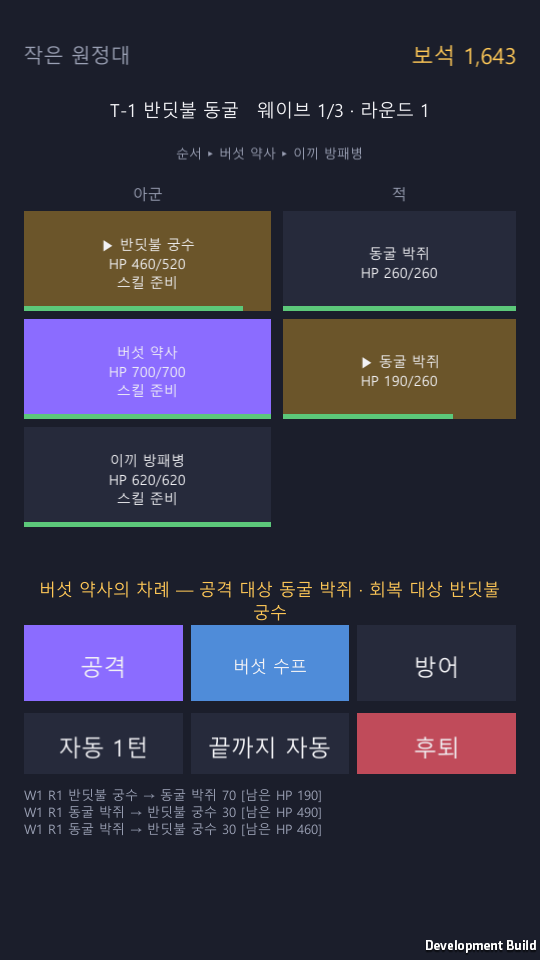 작은 원정대
보석 1,643
T-1 반딧불 동굴 웨이브 1/3 · 라운드 1
순서 ▸ 버섯 약사 ▸ 이끼 방패병
아군
적
▶ 반딧불 궁수
HP 460/520
스킬 준비
동굴 박쥐
HP 260/260
버섯 약사
HP 700/700
스킬 준비
▶ 동굴 박쥐
HP 190/260
이끼 방패병
HP 620/620
스킬 준비
버섯 약사의 차례 — 공격 대상 동굴 박쥐 · 회복 대상 반딧불
궁수
공격
버섯 수프
방어
자동 1턴
끝까지 자동
후퇴
W1 R1 반딧불 궁수 → 동굴 박쥐 70 [남은 HP 190]
W1 R1 동굴 박쥐 → 반딧불 궁수 30 [남은 HP 490]
W1 R1 동굴 박쥐 → 반딧불 궁수 30 [남은 HP 460]
Development Build